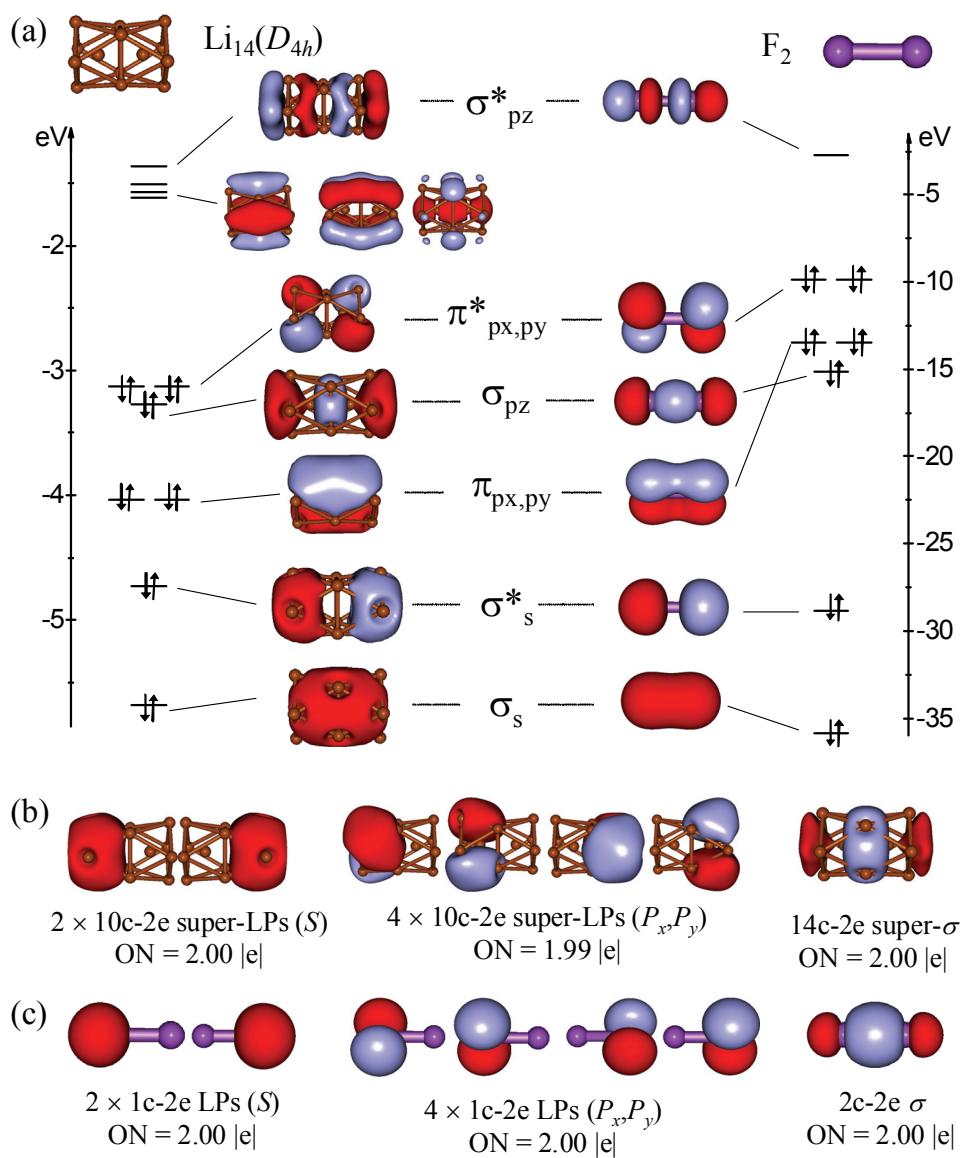 (a)
Li₁₄(D₄ₕ)
F₂
eV
σ*pz
eV
-5
-2
-10
π*px,py
-3
-15
σpz
-20
-4
πpx,py
-25
-5
σ*s
-30
σs
-35
(b)
2 × 10c-2e super-LPs (S)
ON = 2.00 |e|
4 × 10c-2e super-LPs (Pₓ,Pᵧ)
ON = 1.99 |e|
14c-2e super-σ
ON = 2.00 |e|
(c)
2 × 1c-2e LPs (S)
ON = 2.00 |e|
4 × 1c-2e LPs (Pₓ,Pᵧ)
ON = 2.00 |e|
2c-2e σ
ON = 2.00 |e|